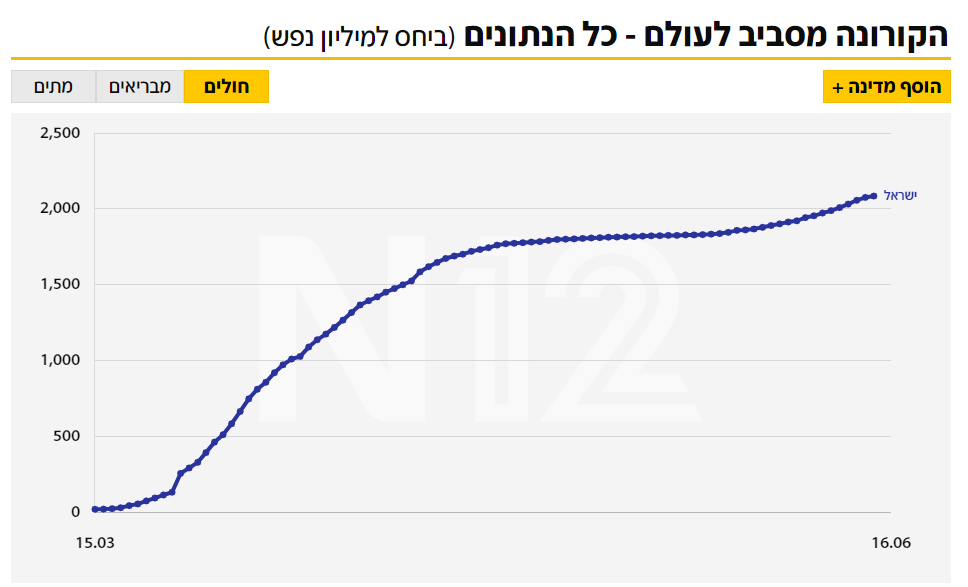 הקורונה מסביב לעולם - כל הנתונים (ביחס למיליון נפש)
הוסף מדינה +
חולים
מבריאים
מתים
2,500
2,000
1,500
1,000
500
0
ישראל
N12
15.03
16.06